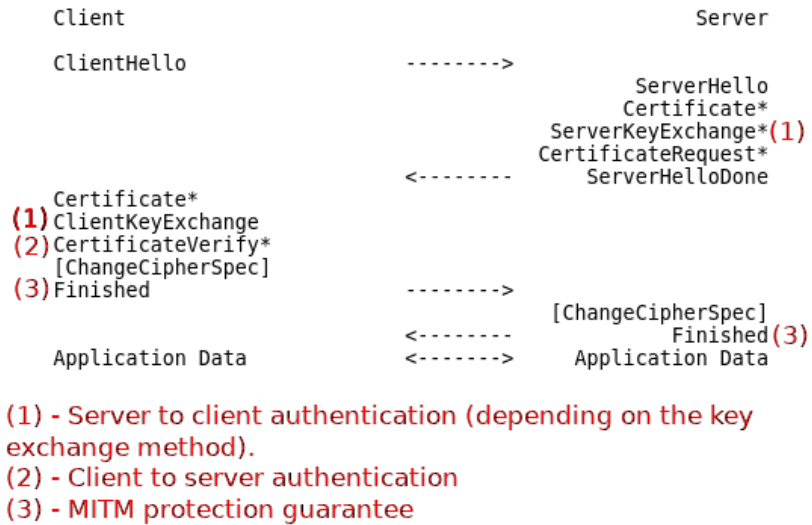 Client Server
ClientHello -------->
ServerHello
Certificate*
ServerKeyExchange* (1)
CertificateRequest*
<-------- ServerHelloDone
Certificate*
(1) ClientKeyExchange
(2) CertificateVerify*
[ChangeCipherSpec]
(3) Finished -------->
[ChangeCipherSpec]
<-------- Finished (3)
Application Data <-------> Application Data
(1) - Server to client authentication (depending on the key
exchange method).
(2) - Client to server authentication
(3) - MITM protection guarantee